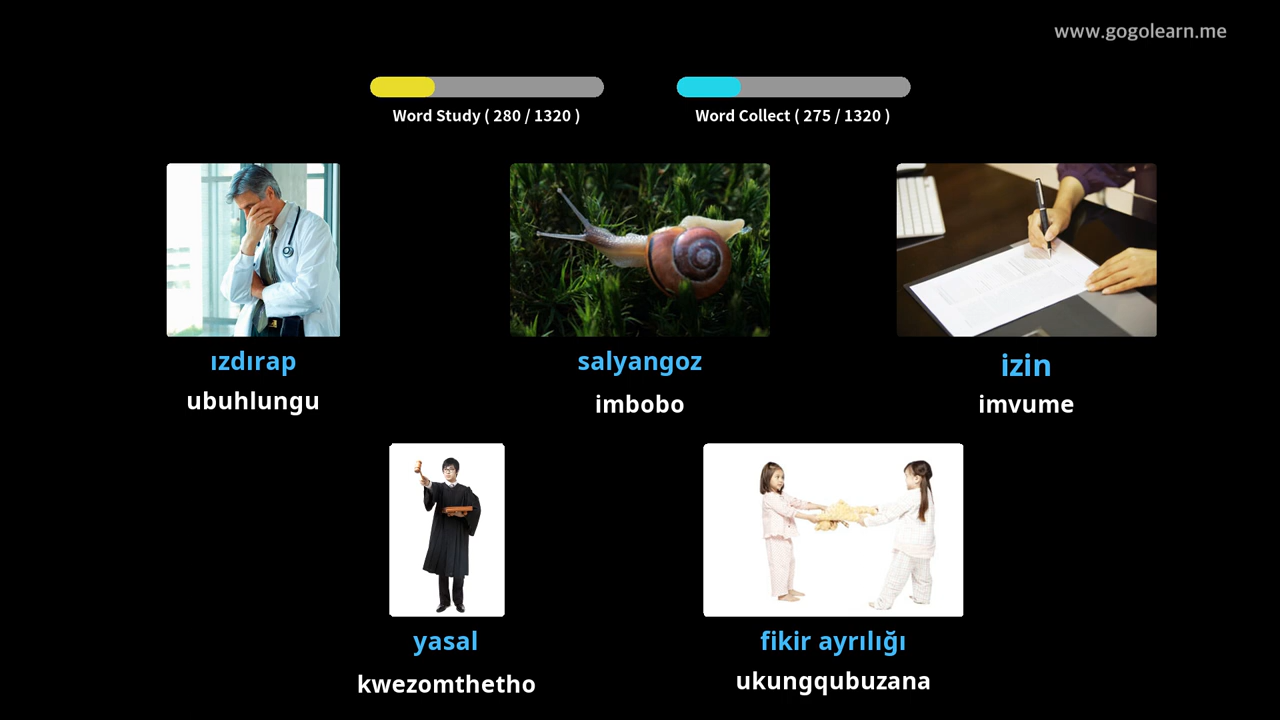 www.gogolearn.me
Word Study ( 280 / 1320 )
Word Collect ( 275 / 1320 )
ızdırap
ubuhlungu
salyangoz
imbobo
izin
imvume
yasal
kwezomthetho
fikir ayrılığı
ukungqubuzana